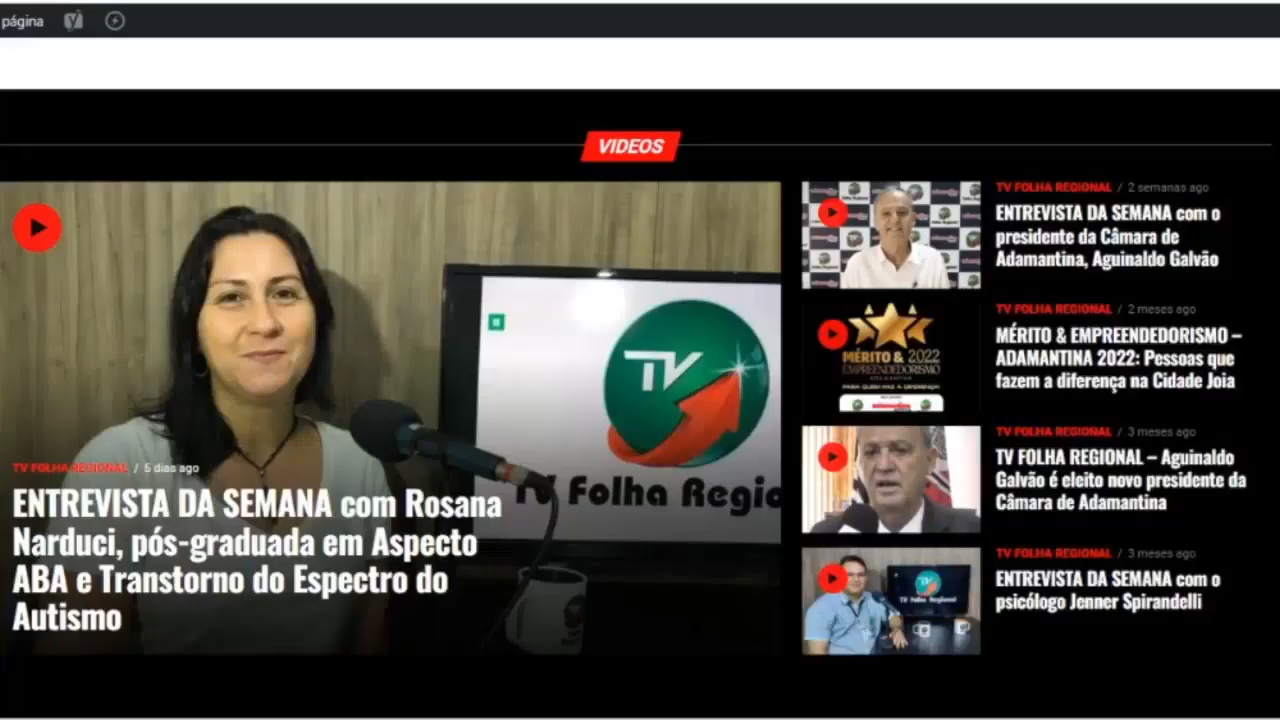 página
VIDEOS
TV FOLHA REGIONAL / 5 dias ago
ENTREVISTA DA SEMANA com Rosana
Narduci, pós-graduada em Aspecto
ABA e Transtorno do Espectro do
Autismo
TV
TV Folha Regio
TV FOLHA REGIONAL / 2 semanas ago
ENTREVISTA DA SEMANA com o
presidente da Câmara de
Adamantina, Aguinaldo Galvão
MÉRITO & 2022
EMPREENDEDORISMO
TV FOLHA REGIONAL / 2 meses ago
MÉRITO & EMPREENDEDORISMO –
ADAMANTINA 2022: Pessoas que
fazem a diferença na Cidade Joia
TV FOLHA REGIONAL / 3 meses ago
TV FOLHA REGIONAL – Aguinaldo
Galvão é eleito novo presidente da
Câmara de Adamantina
TV
TV Folha Regional
TV FOLHA REGIONAL / 3 meses ago
ENTREVISTA DA SEMANA com o
psicólogo Jenner Spirandelli